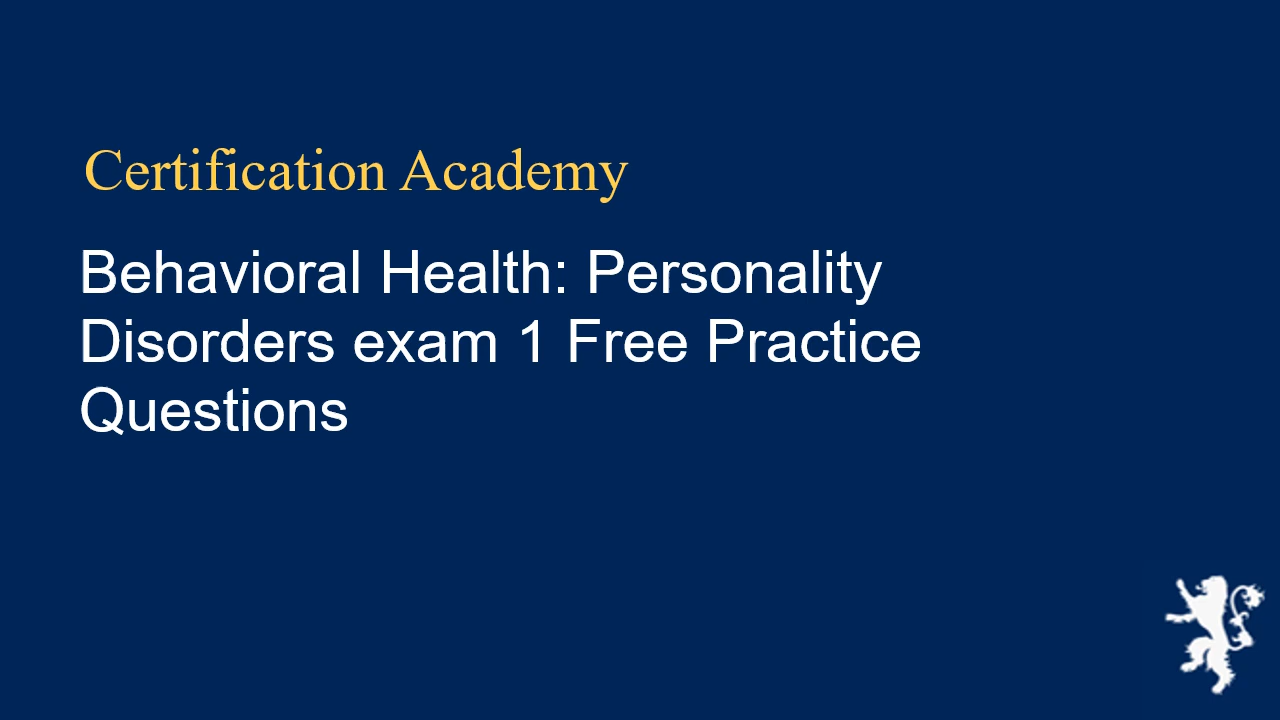 Certification Academy
Behavioral Health: Personality
Disorders exam 1 Free Practice
Questions